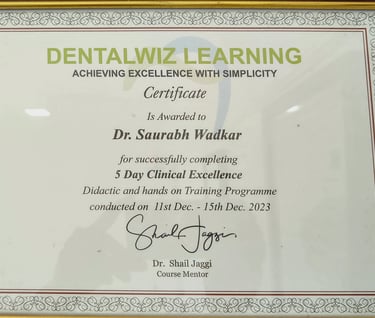 DENTALWIZ LEARNING
ACHIEVING EXCELLENCE WITH SIMPLICITY
Certificate
Is Awarded to
Dr. Saurabh Wadkar
for successfully completing
5 Day Clinical Excellence
Didactic and hands on Training Programme
conducted on 11st Dec. - 15th Dec. 2023
Shail Jaggi
Dr. Shail Jaggi
Course Mentor